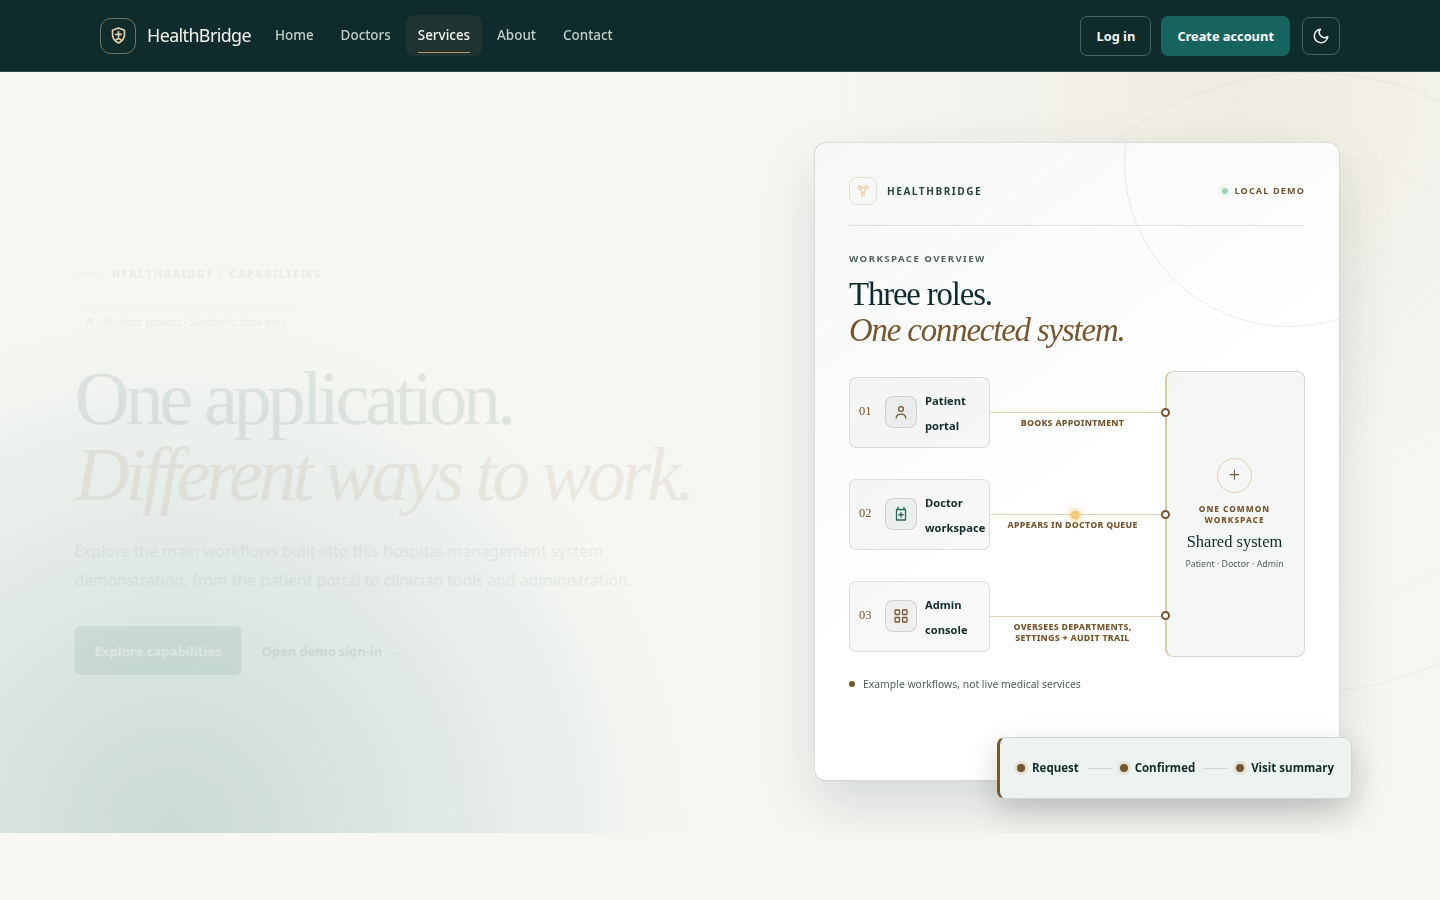 HealthBridge
Home
Doctors
Services
About
Contact
Log in
Create account
HEALTHBRIDGE / CAPABILITIES
Student project · Synthetic data only
One application.
Different ways to work.
Explore the main workflows built into this hospital-management system
demonstration, from the patient portal to clinician tools and administration.
Explore capabilities
Open demo sign-in →
HEALTHBRIDGE
LOCAL DEMO
WORKSPACE OVERVIEW
Three roles.
One connected system.
01
Patient
portal
BOOKS APPOINTMENT
02
Doctor
workspace
APPEARS IN DOCTOR QUEUE
03
Admin
console
OVERSEES DEPARTMENTS,
SETTINGS + AUDIT TRAIL
ONE COMMON
WORKSPACE
Shared system
Patient · Doctor · Admin
Example workflows, not live medical services
Request
Confirmed
Visit summary